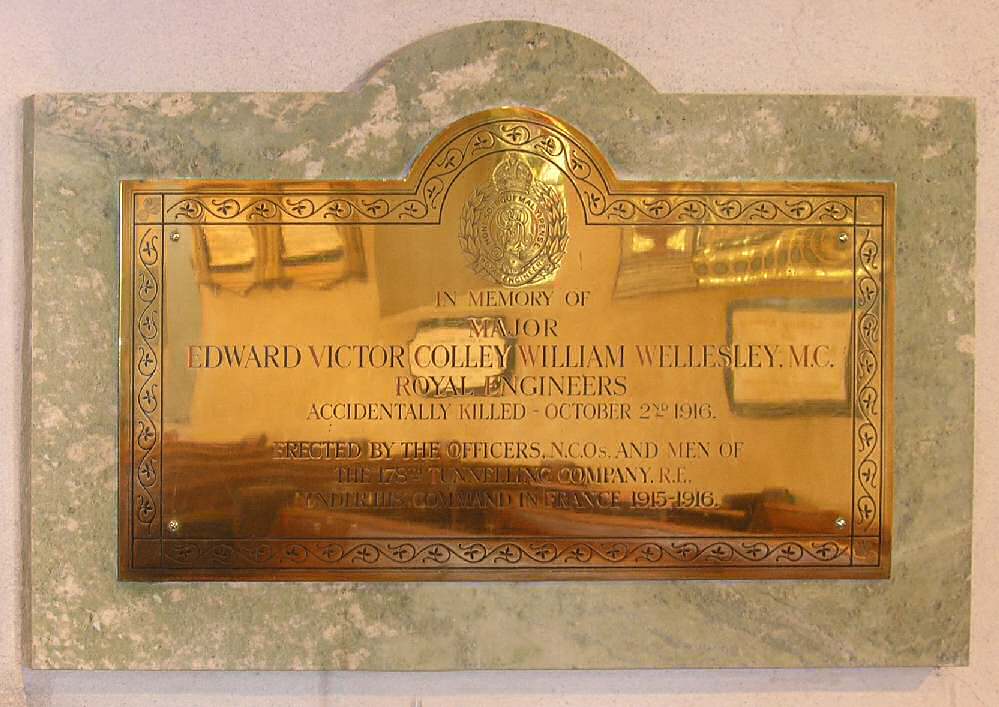 IN MEMORY OF
MAJOR
EDWARD VICTOR COLLEY WILLIAM WELLESLEY. M.C.
ROYAL ENGINEERS
ACCIDENTALLY KILLED - OCTOBER 2ND 1916.
ERECTED BY THE OFFICERS, N.C.Os. AND MEN OF
THE 178TH TUNNELLING COMPANY. R.E.
UNDER HIS COMMAND IN FRANCE 1915-1916.